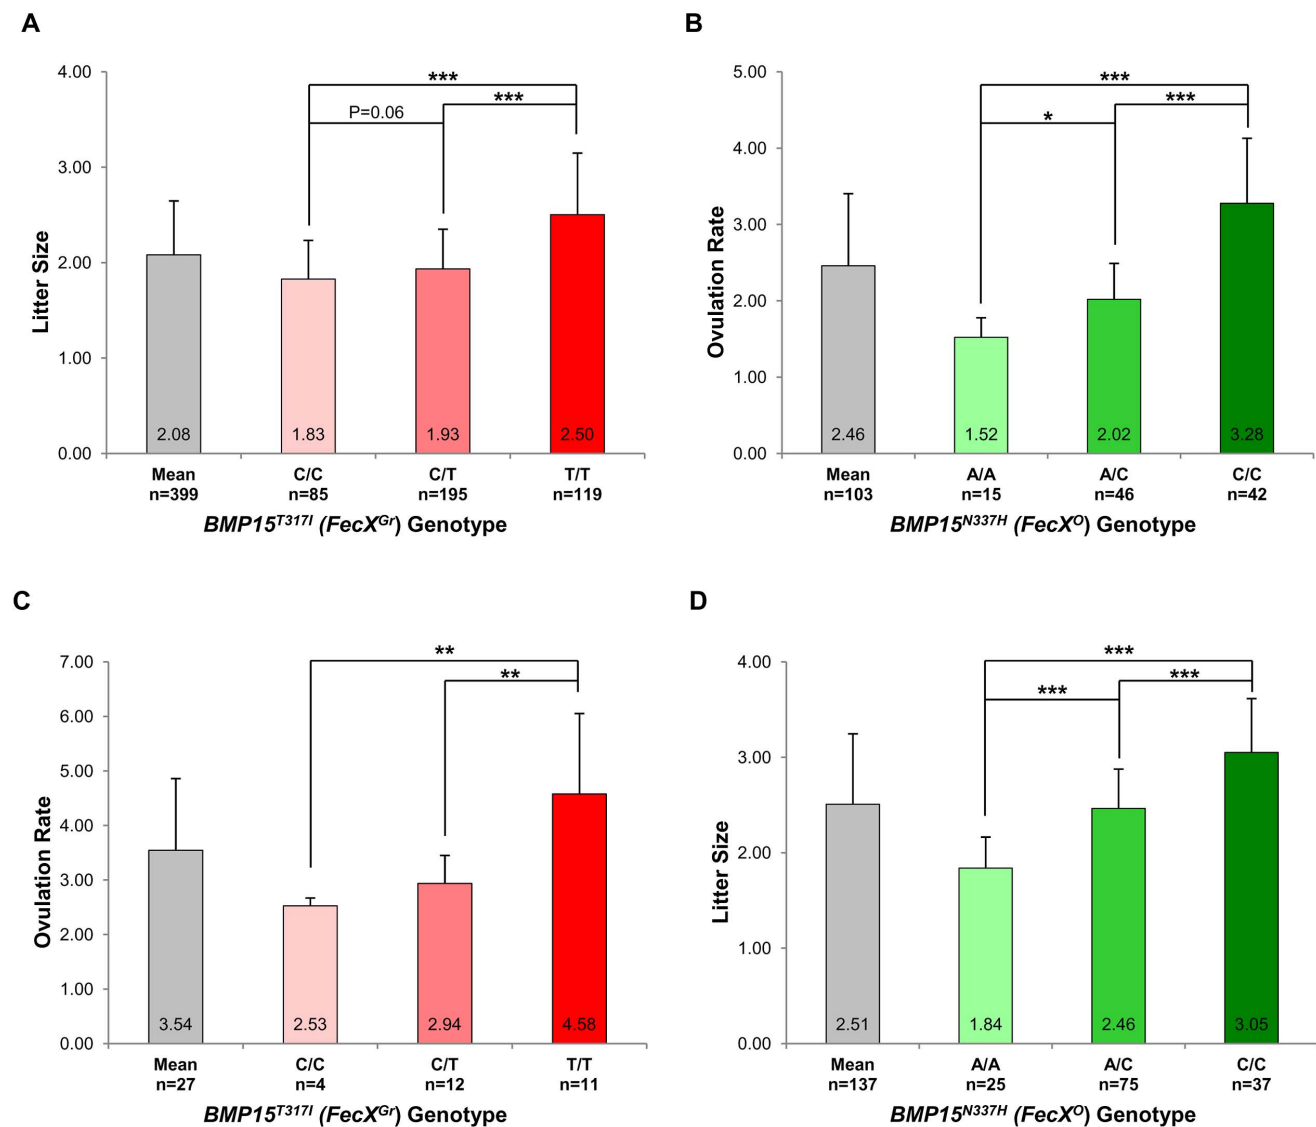 A
4.00
3.00
2.00
1.00
0.00
Litter Size
***
***
P=0.06
2.08
1.83
1.93
2.50
Mean
n=399
C/C
n=85
C/T
n=195
T/T
n=119
BMP15T317I (FecXGr) Genotype
B
5.00
4.00
3.00
2.00
1.00
0.00
Ovulation Rate
***
***
*
2.46
1.52
2.02
3.28
Mean
n=103
A/A
n=15
A/C
n=46
C/C
n=42
BMP15N337H (FecXO) Genotype
C
7.00
6.00
5.00
4.00
3.00
2.00
1.00
0.00
Ovulation Rate
**
**
3.54
2.53
2.94
4.58
Mean
n=27
C/C
n=4
C/T
n=12
T/T
n=11
BMP15T317I (FecXGr) Genotype
D
4.00
3.00
2.00
1.00
0.00
Litter Size
***
***
***
2.51
1.84
2.46
3.05
Mean
n=137
A/A
n=25
A/C
n=75
C/C
n=37
BMP15N337H (FecXO) Genotype